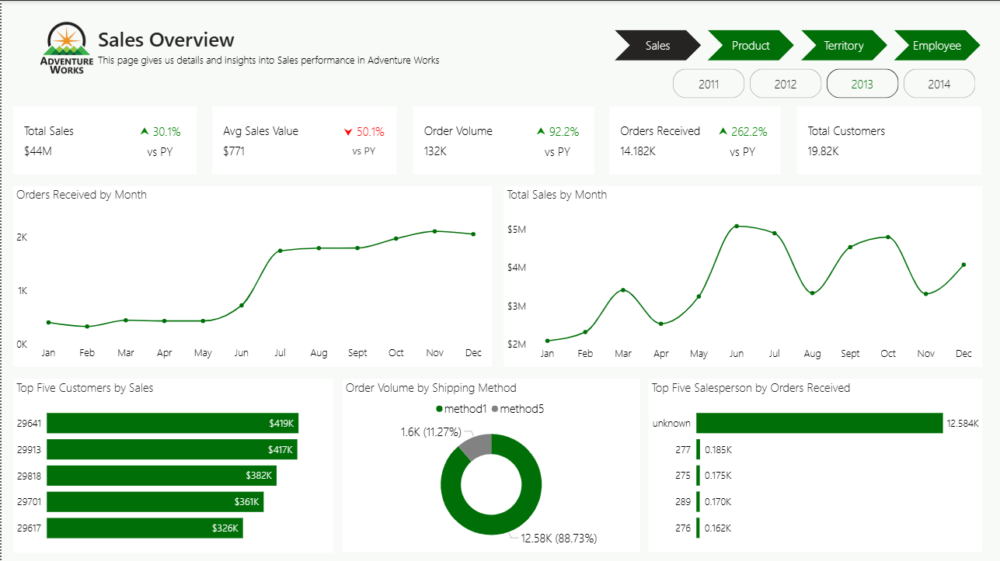 ADVENTURE
WORKS
Sales Overview
This page gives us details and insights into Sales performance in Adventure Works
Sales Product Territory Employee
2011 2012 2013 2014
Total Sales 30.1%
$44M vs PY
Avg Sales Value 50.1%
$771 vs PY
Order Volume 92.2%
132K vs PY
Orders Received 262.2%
14.182K vs PY
Total Customers
19.82K
Orders Received by Month
2K
1K
0K
Jan Feb Mar Apr May Jun Jul Aug Sept Oct Nov Dec
Total Sales by Month
$5M
$4M
$3M
$2M
Jan Feb Mar Apr May Jun Jul Aug Sept Oct Nov Dec
Top Five Customers by Sales
29641 $419K
29913 $417K
29818 $382K
29701 $361K
29617 $326K
Order Volume by Shipping Method
method1 method5
1.6K (11.27%)
12.58K (88.73%)
Top Five Salesperson by Orders Received
unknown 12.584K
277 0.185K
275 0.175K
289 0.170K
276 0.162K